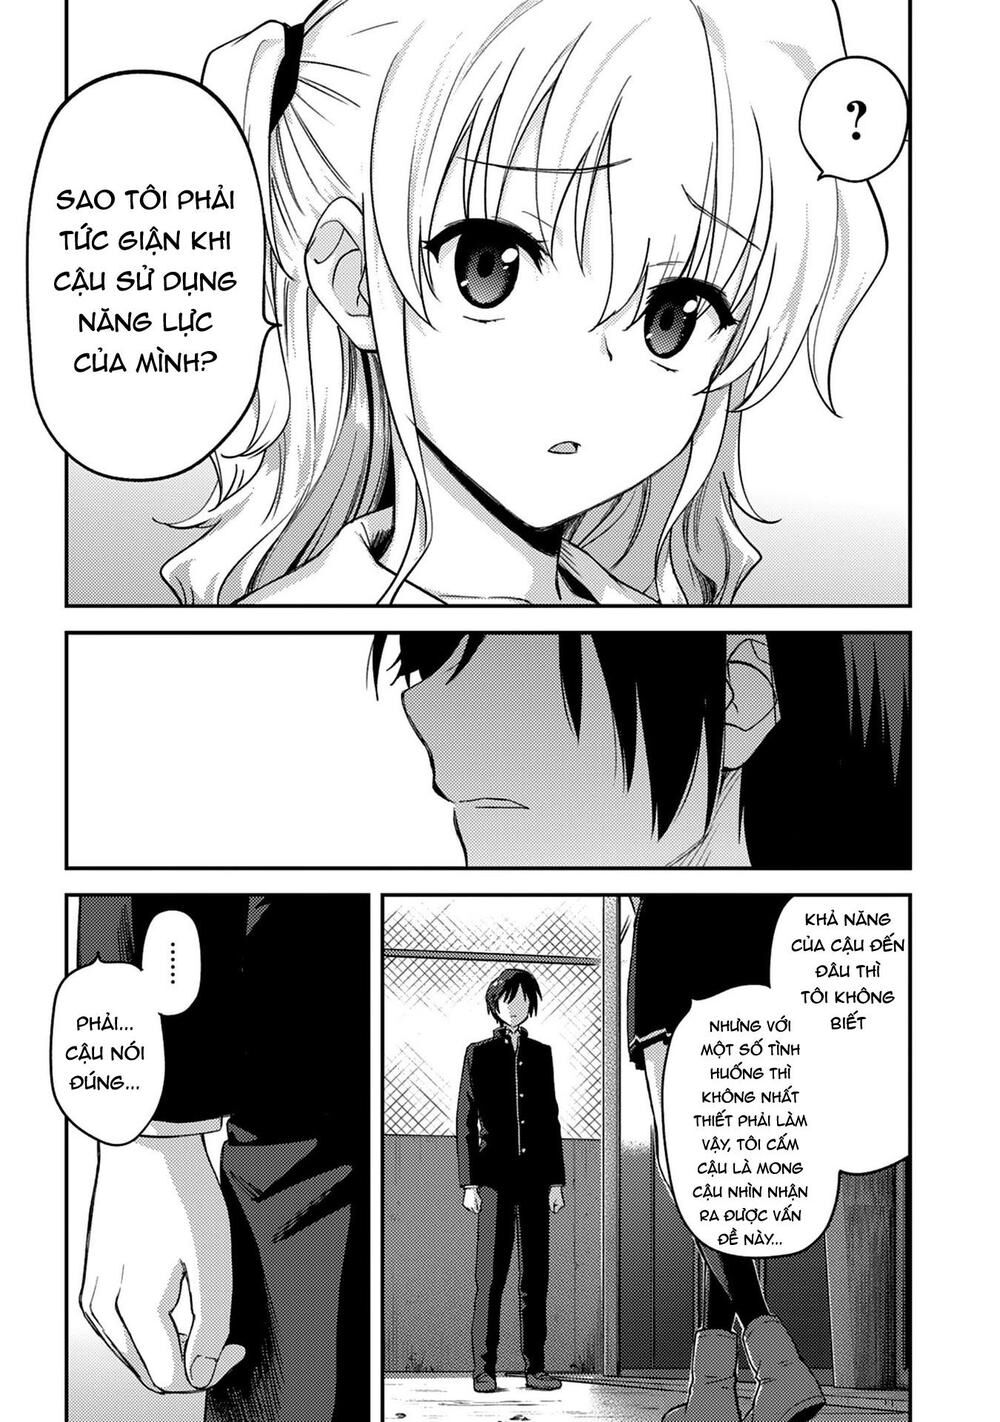 ?
SAO TÔI PHẢI
TỨC GIẬN KHI
CẬU SỬ DỤNG
NĂNG LỰC
CỦA MÌNH?
KHẢ NĂNG
CỦA CẬU ĐẾN
ĐÂU THÌ
TÔI KHÔNG
BIẾT
NHƯNG VỚI
MỘT SỐ TÌNH
HUỐNG THÌ
KHÔNG NHẤT
THIẾT PHẢI LÀM
VẬY, TÔI CẤM
CẬU LÀ MONG
CẬU NHÌN NHẬN
RA ĐƯỢC VẤN
ĐỀ NÀY...
......
PHẢI...
CẬU NÓI
ĐÚNG...